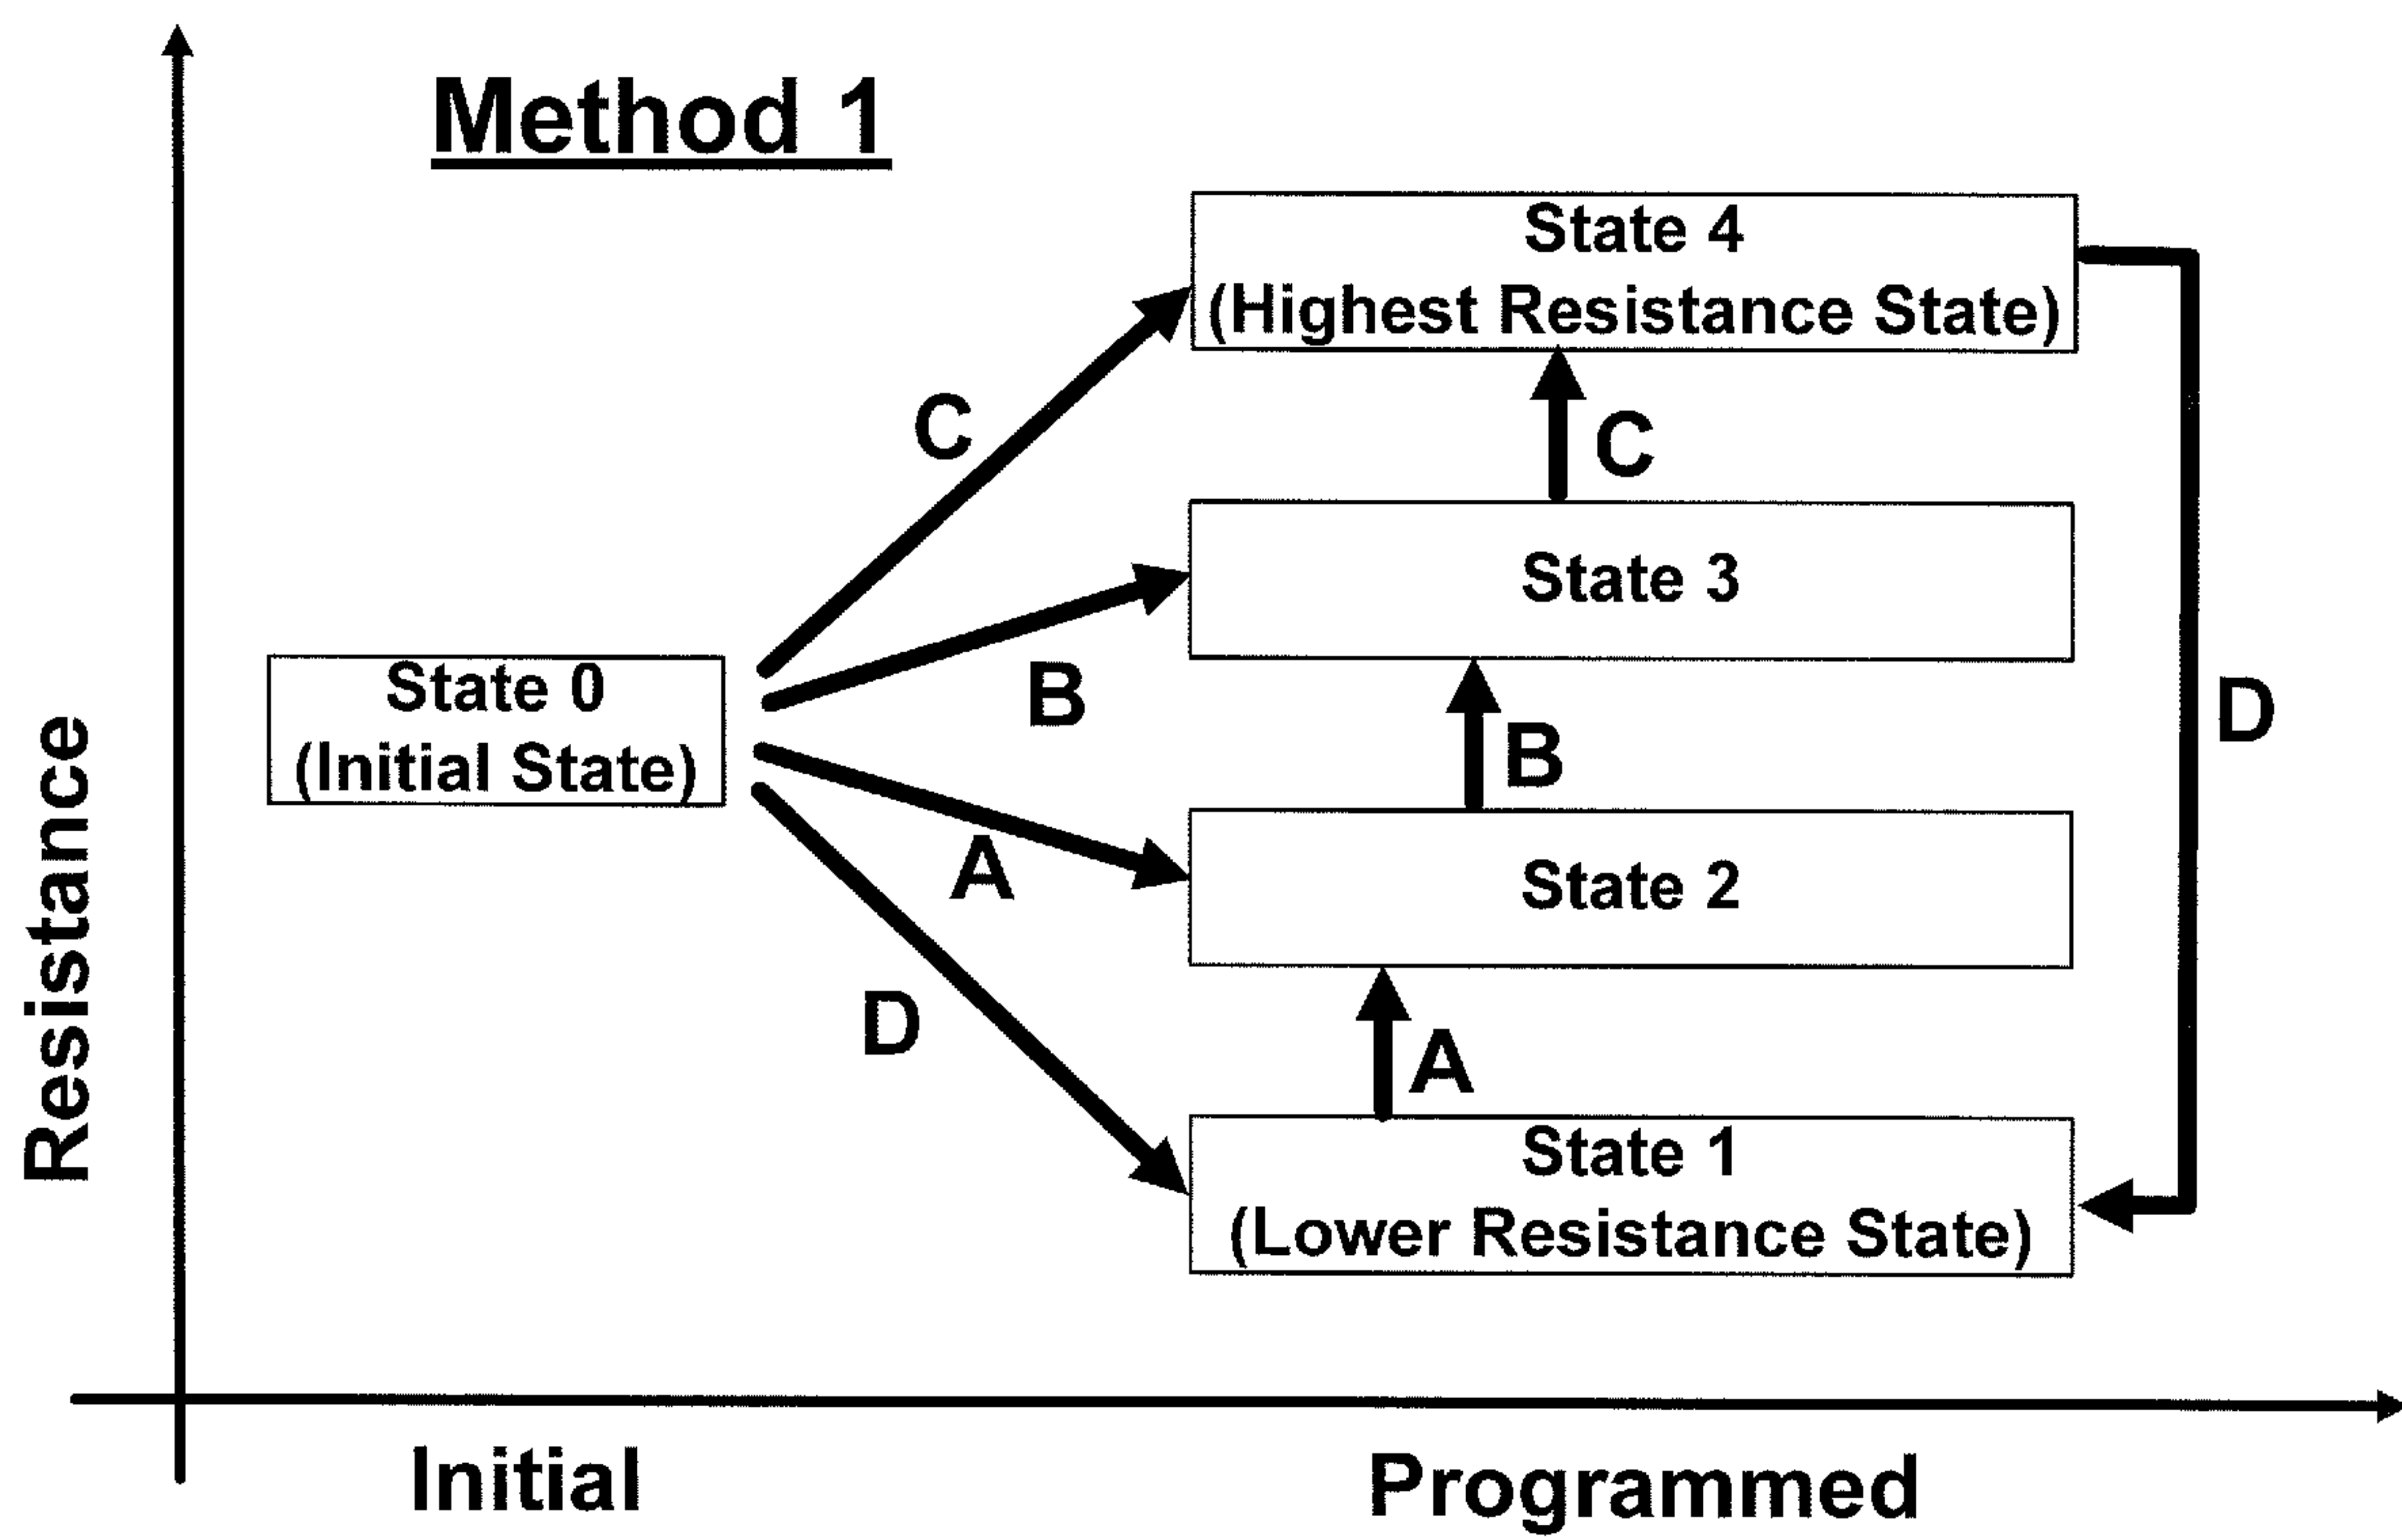 Method 1
State 4
(Highest Resistance State)
C
C
State 3
B
State 0
(Initial State)
D
B
A
State 2
D
A
State 1
(Lower Resistance State)
Resistance
Initial
Programmed